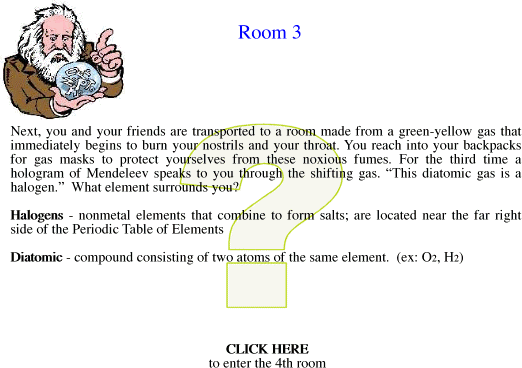 Room 3
Next, you and your friends are transported to a room made from a green-yellow gas that
immediately begins to burn your nostrils and your throat. You reach into your backpacks
for gas masks to protect yourselves from these noxious fumes. For the third time a
hologram of Mendeleev speaks to you through the shifting gas. “This diatomic gas is a
halogen.” What element surrounds you?
Halogens - nonmetal elements that combine to form salts; are located near the far right
side of the Periodic Table of Elements
Diatomic - compound consisting of two atoms of the same element. (ex: O2, H2)
CLICK HERE
to enter the 4th room